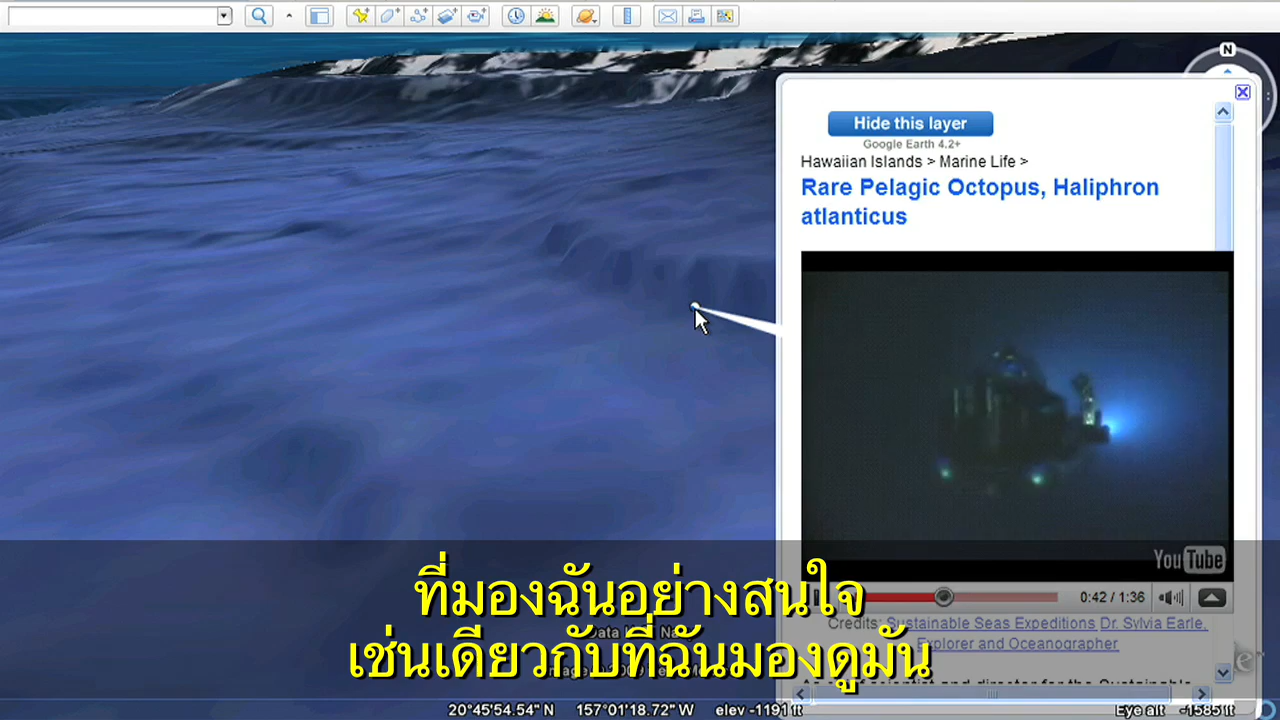 N
Hide this layer
Google Earth 4.2+
Hawaiian Islands > Marine Life >
Rare Pelagic Octopus, Haliphron
atlanticus
YouTube
0:42 / 1:36
ที่มองฉันอย่างสนใจ
เช่นเดียวกับที่ฉันมองดูมัน
Credits: Sustainable Seas Expeditions Dr. Sylvia Earle,
Explorer and Oceanographer
20°45'54.54" N 157°01'18.72" W elev -1191 ft
Eye alt -1585 ft